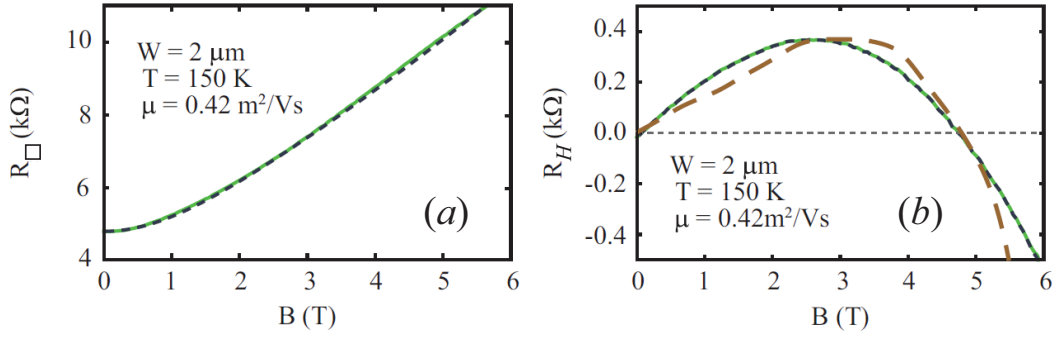 10
8
6
4
R□ (kΩ)
W = 2 μm
T = 150 K
μ = 0.42 m²/Vs
(a)
0 1 2 3 4 5 6
B (T)
0.4
0.2
0.0
-0.2
-0.4
R_H (kΩ)
W = 2 μm
T = 150 K
μ = 0.42m²/Vs
(b)
0 1 2 3 4 5 6
B (T)